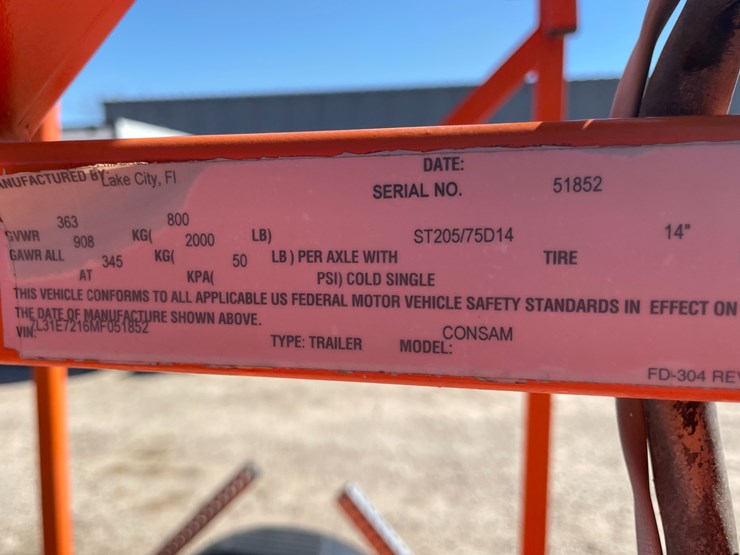 MANUFACTURED BY Lake City, Fl
DATE:
SERIAL NO. 51852
363 800
GVWR 908 KG( 2000 LB) ST205/75D14 14"
GAWR ALL 345 KG( 50 LB) PER AXLE WITH TIRE
AT KPA( PSI) COLD SINGLE
THIS VEHICLE CONFORMS TO ALL APPLICABLE US FEDERAL MOTOR VEHICLE SAFETY STANDARDS IN EFFECT ON
THE DATE OF MANUFACTURE SHOWN ABOVE.
VIN: ZL31E7216MF051852
TYPE: TRAILER MODEL: CONSAM
FD-304 REV